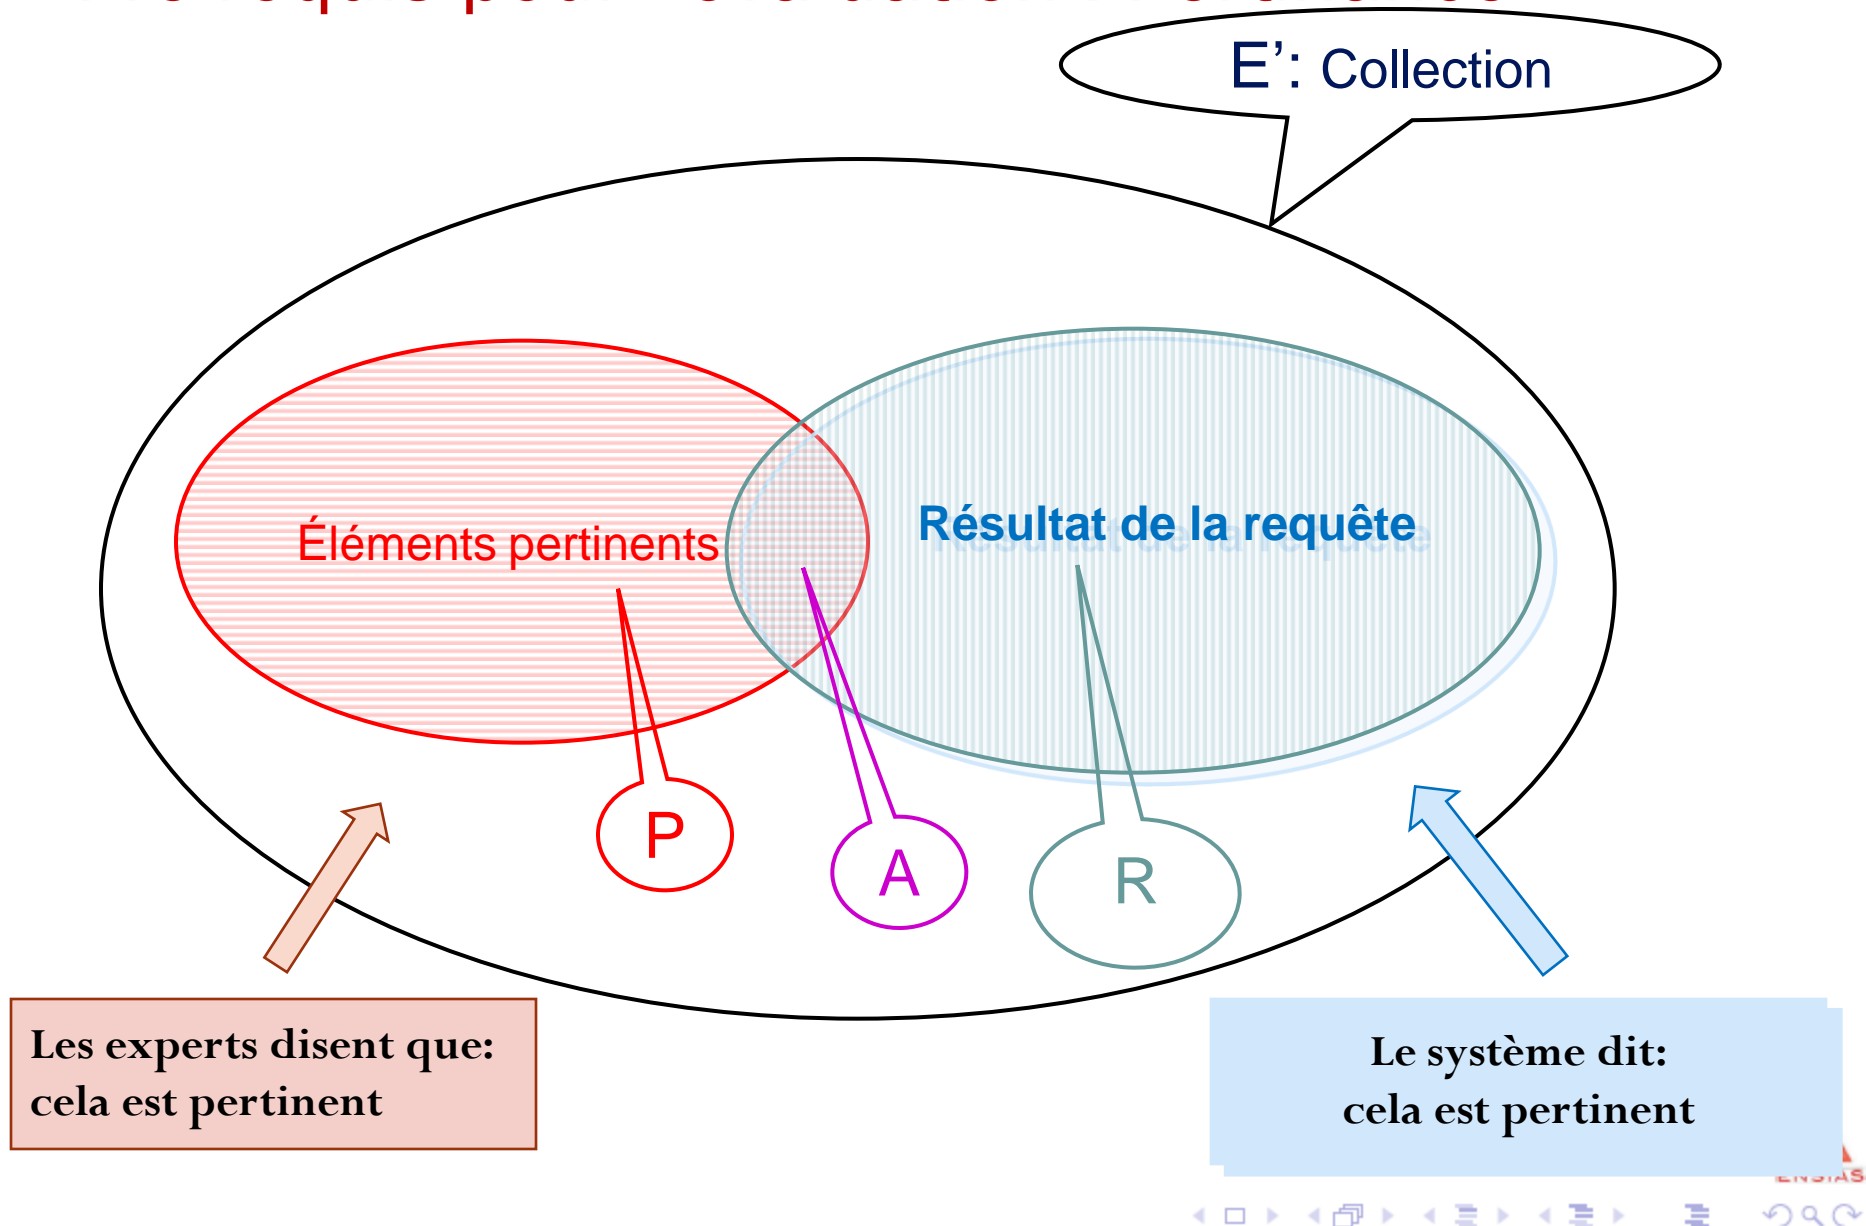 E’: Collection
Éléments pertinents
Résultat de la requête
P
A
R
Les experts disent que:
cela est pertinent
Le système dit:
cela est pertinent
ENSIAS